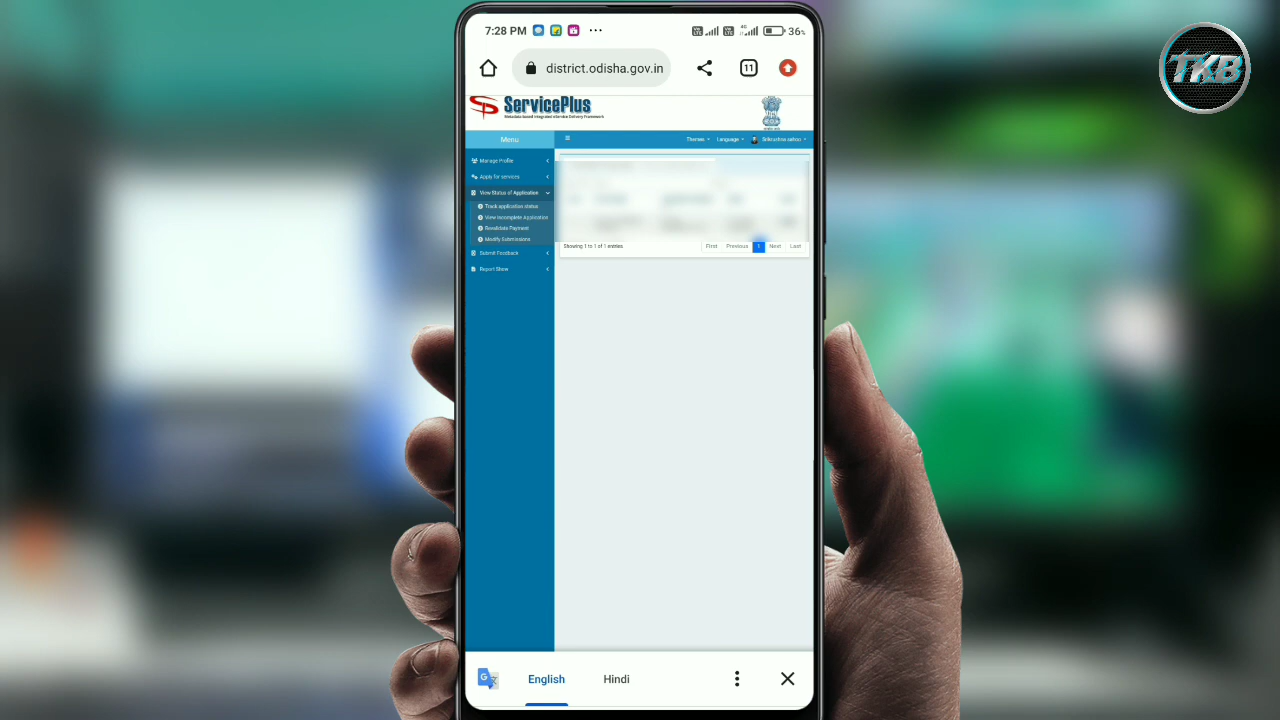 7:28 PM
36%
district.odisha.gov.in
11
TKB
ServicePlus
Metadata-based Integrated eService Delivery Framework
Menu
Themes
Language
Manage Profile
Apply for services
View Status of Application
Track application status
View Incomplete Application
Revalidate Payment
Modify Submissions
Submit Feedback
Report Show
Showing 1 to 1 of 1 entries
First Previous 1 Next Last
English
Hindi